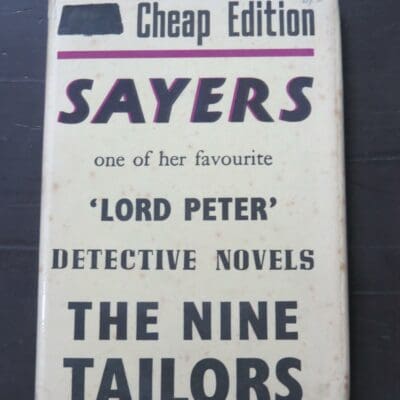 Cheap Edition
SAYERS
one of her favourite
‘LORD PETER’
DETECTIVE NOVELS
THE NINE
TAILORS